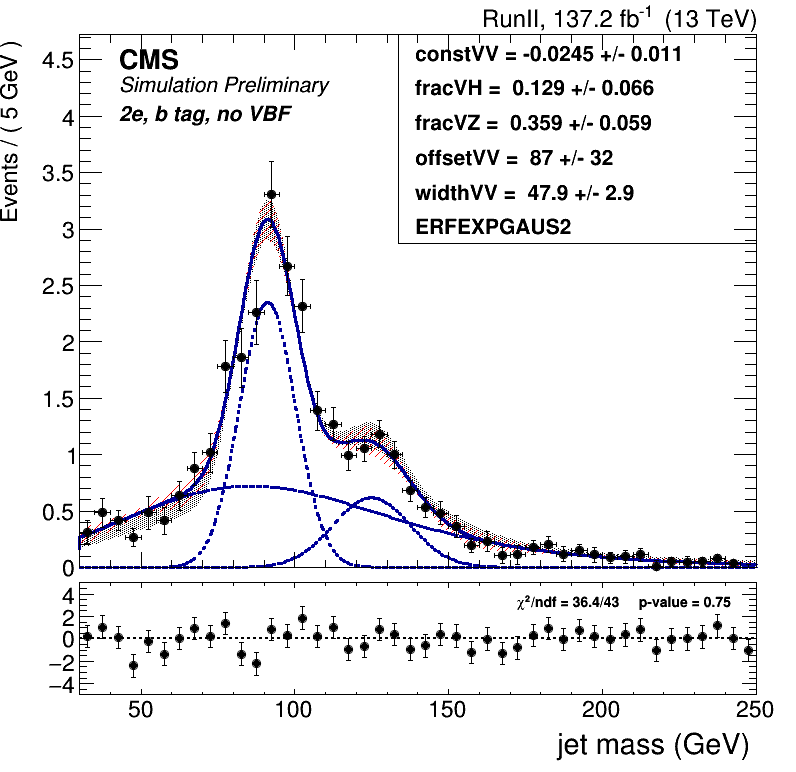 RunII, 137.2 fb-1 (13 TeV)
CMS
Simulation Preliminary
2e, b tag, no VBF
constVV = -0.0245 +/- 0.011
fracVH = 0.129 +/- 0.066
fracVZ = 0.359 +/- 0.059
offsetVV = 87 +/- 32
widthVV = 47.9 +/- 2.9
ERFEXPGAUS2
Events / ( 5 GeV )
4.5
4
3.5
3
2.5
2
1.5
1
0.5
0
χ2/ndf = 36.4/43 p-value = 0.75
4
2
0
−2
−4
50 100 150 200 250
jet mass (GeV)